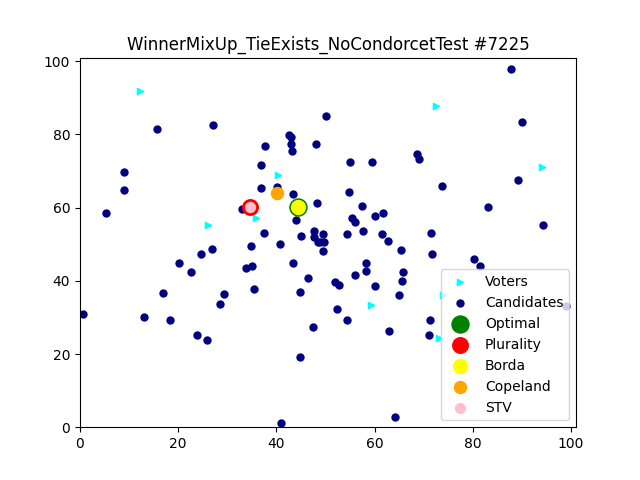 WinnerMixUp_TieExists_NoCondorcetTest #7225
100
80
60
40
20
0
0 20 40 60 80 100
Voters
Candidates
Optimal
Plurality
Borda
Copeland
STV